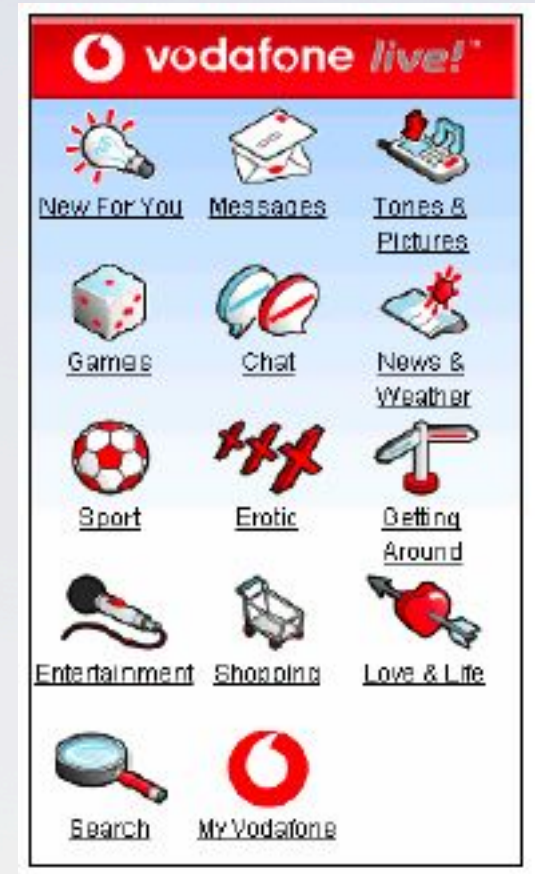 vodafone live!™
New For You Messages Tones &
Pictures
Games Chat News &
Weather
Sport Erotic Getting
Around
Entertainment Shopping Love & Life
Search My Vodafone